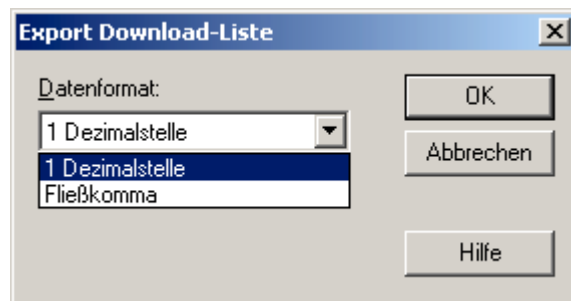 Export Download-Liste
Datenformat:
1 Dezimalstelle
1 Dezimalstelle
Fließkomma
OK
Abbrechen
Hilfe